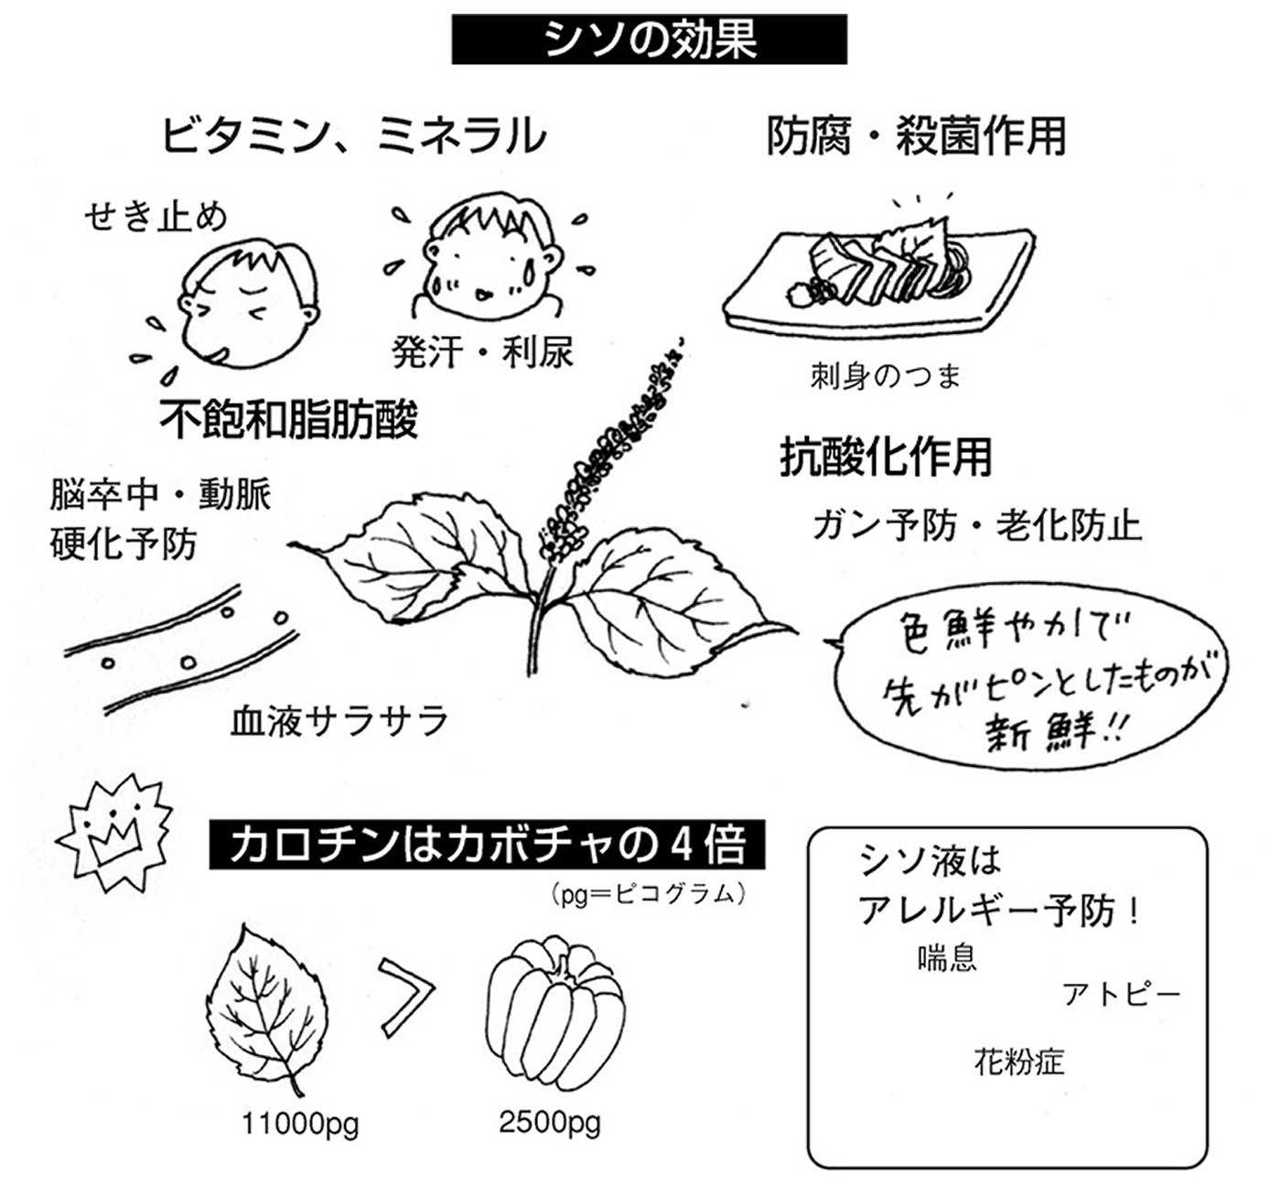 シソの効果
ビタミン、ミネラル
せき止め
発汗・利尿
防腐・殺菌作用
刺身のつま
不飽和脂肪酸
脳卒中・動脈
硬化予防
血液サラサラ
抗酸化作用
ガン予防・老化防止
色鮮やかで
先がピンとしたものが
新鮮!!
カロチンはカボチャの4倍
(pg=ピコグラム)
11000pg
>
2500pg
シソ液は
アレルギー予防!
喘息
アトピー
花粉症